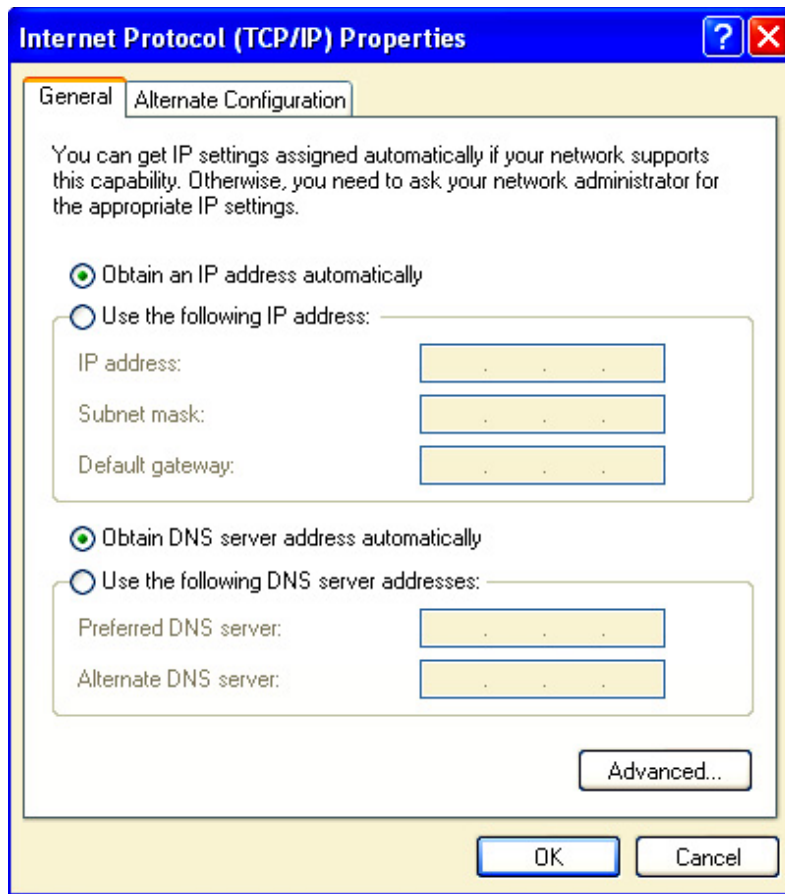 Internet Protocol (TCP/IP) Properties
General
Alternate Configuration
You can get IP settings assigned automatically if your network supports
this capability. Otherwise, you need to ask your network administrator for
the appropriate IP settings.
Obtain an IP address automatically
Use the following IP address:
IP address:
Subnet mask:
Default gateway:
Obtain DNS server address automatically
Use the following DNS server addresses:
Preferred DNS server:
Alternate DNS server:
Advanced...
OK
Cancel